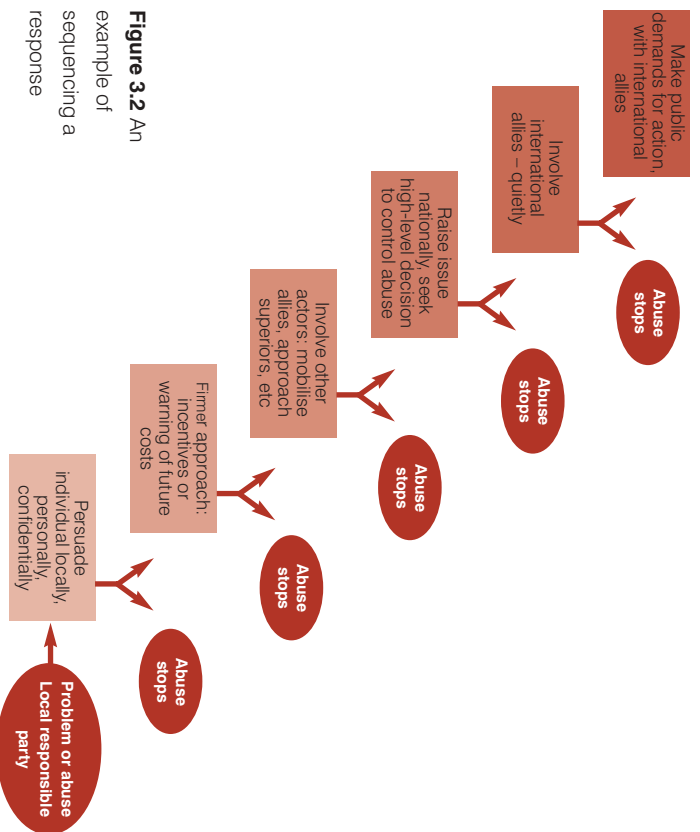 Figure 3.2 An
example of
sequencing a
response
Problem or abuse
Local responsible
party
Persuade
individual locally,
personally,
confidentially
Abuse
stops
Firmer approach:
incentives or
warning of future
costs
Abuse
stops
Involve other
actors: mobilise
allies, approach
superiors, etc
Abuse
stops
Raise issue
nationally, seek
high-level decision
to control abuse
Abuse
stops
Involve
international
allies – quietly
Abuse
stops
Make public
demands for action,
with international
allies